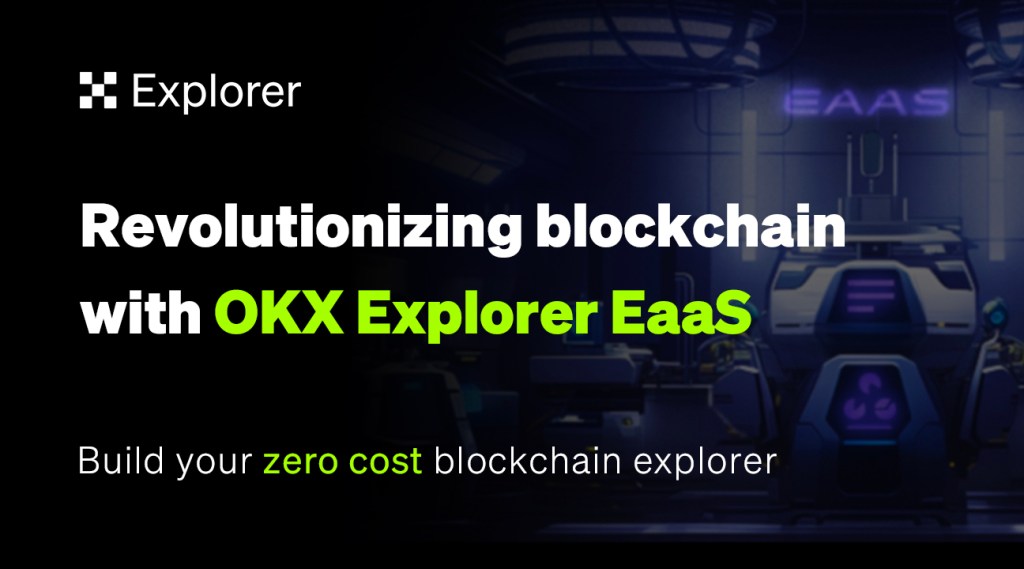 Explorer
EAAS
Revolutionizing blockchain
with OKX Explorer EaaS
Build your zero cost blockchain explorer